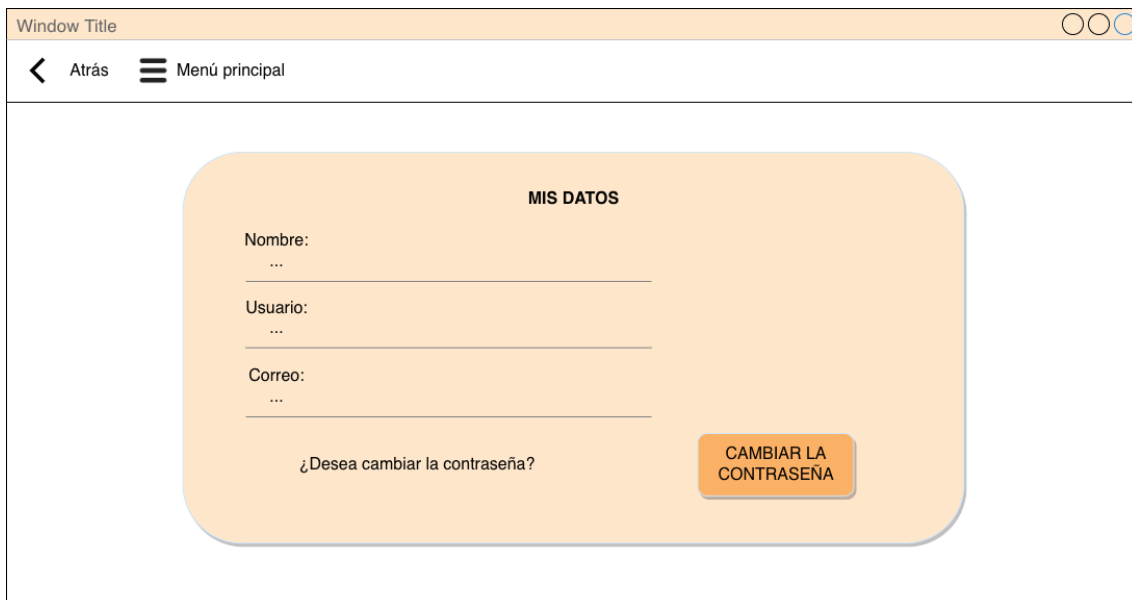 Window Title
Atrás Menú principal
MIS DATOS
Nombre:
...
Usuario:
...
Correo:
...
¿Desea cambiar la contraseña?
CAMBIAR LA
CONTRASEÑA